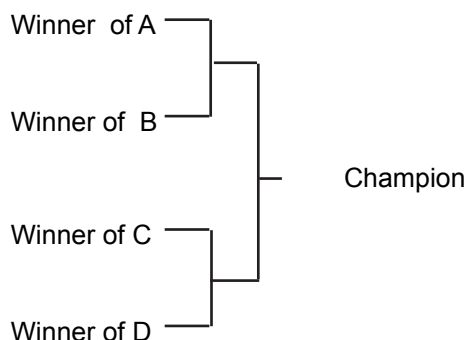 Winner of A
Winner of B
Champion
Winner of C
Winner of D